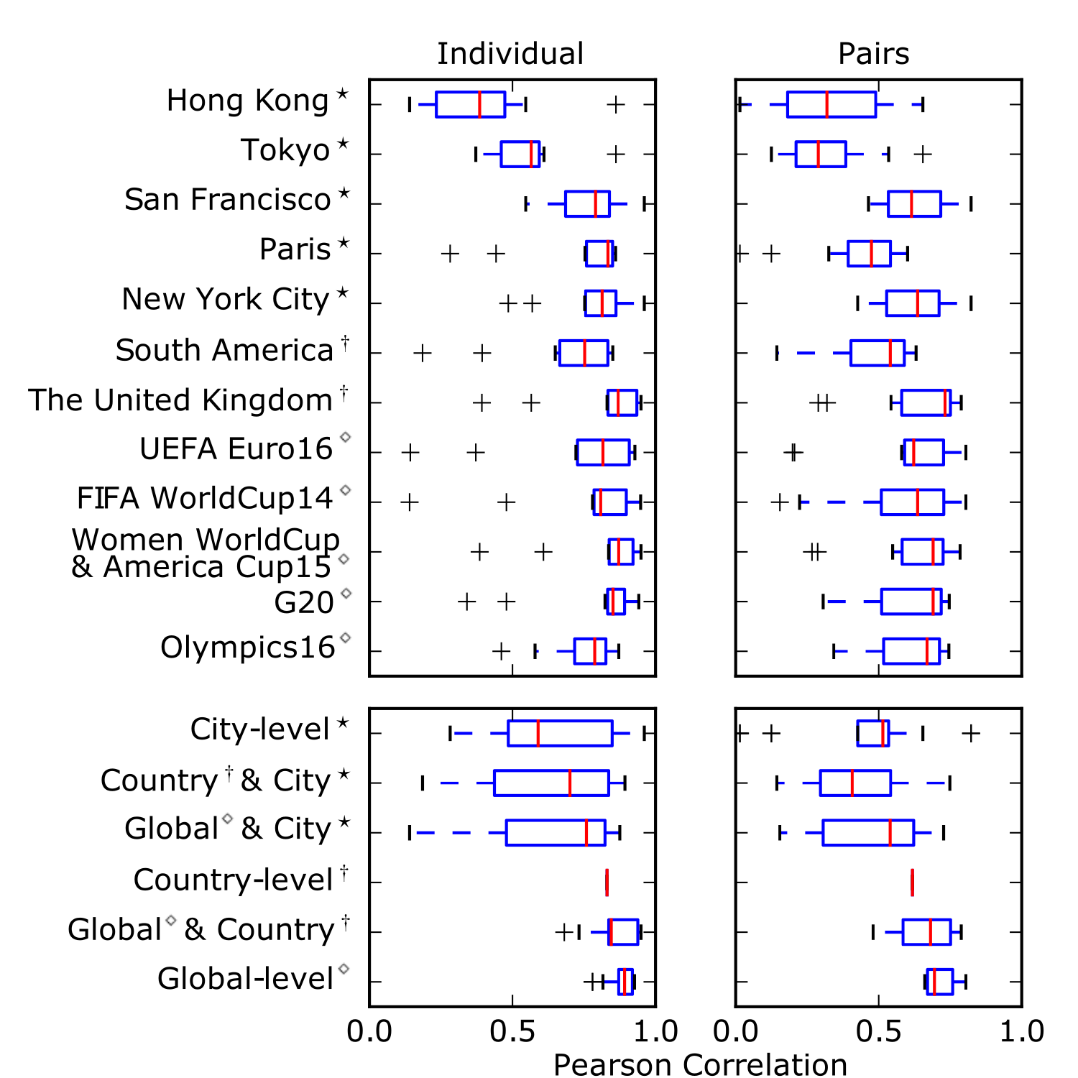 Individual Pairs
Hong Kong ⋆
Tokyo ⋆
San Francisco ⋆
Paris ⋆
New York City ⋆
South America †
The United Kingdom †
UEFA Euro16 ⋄
FIFA WorldCup14 ⋄
Women WorldCup
& America Cup15 ⋄
G20 ⋄
Olympics16 ⋄
City-level ⋆
Country † & City ⋆
Global ⋄ & City ⋆
Country-level †
Global ⋄ & Country †
Global-level ⋄
0.0 0.5 1.0 0.0 0.5 1.0
Pearson Correlation